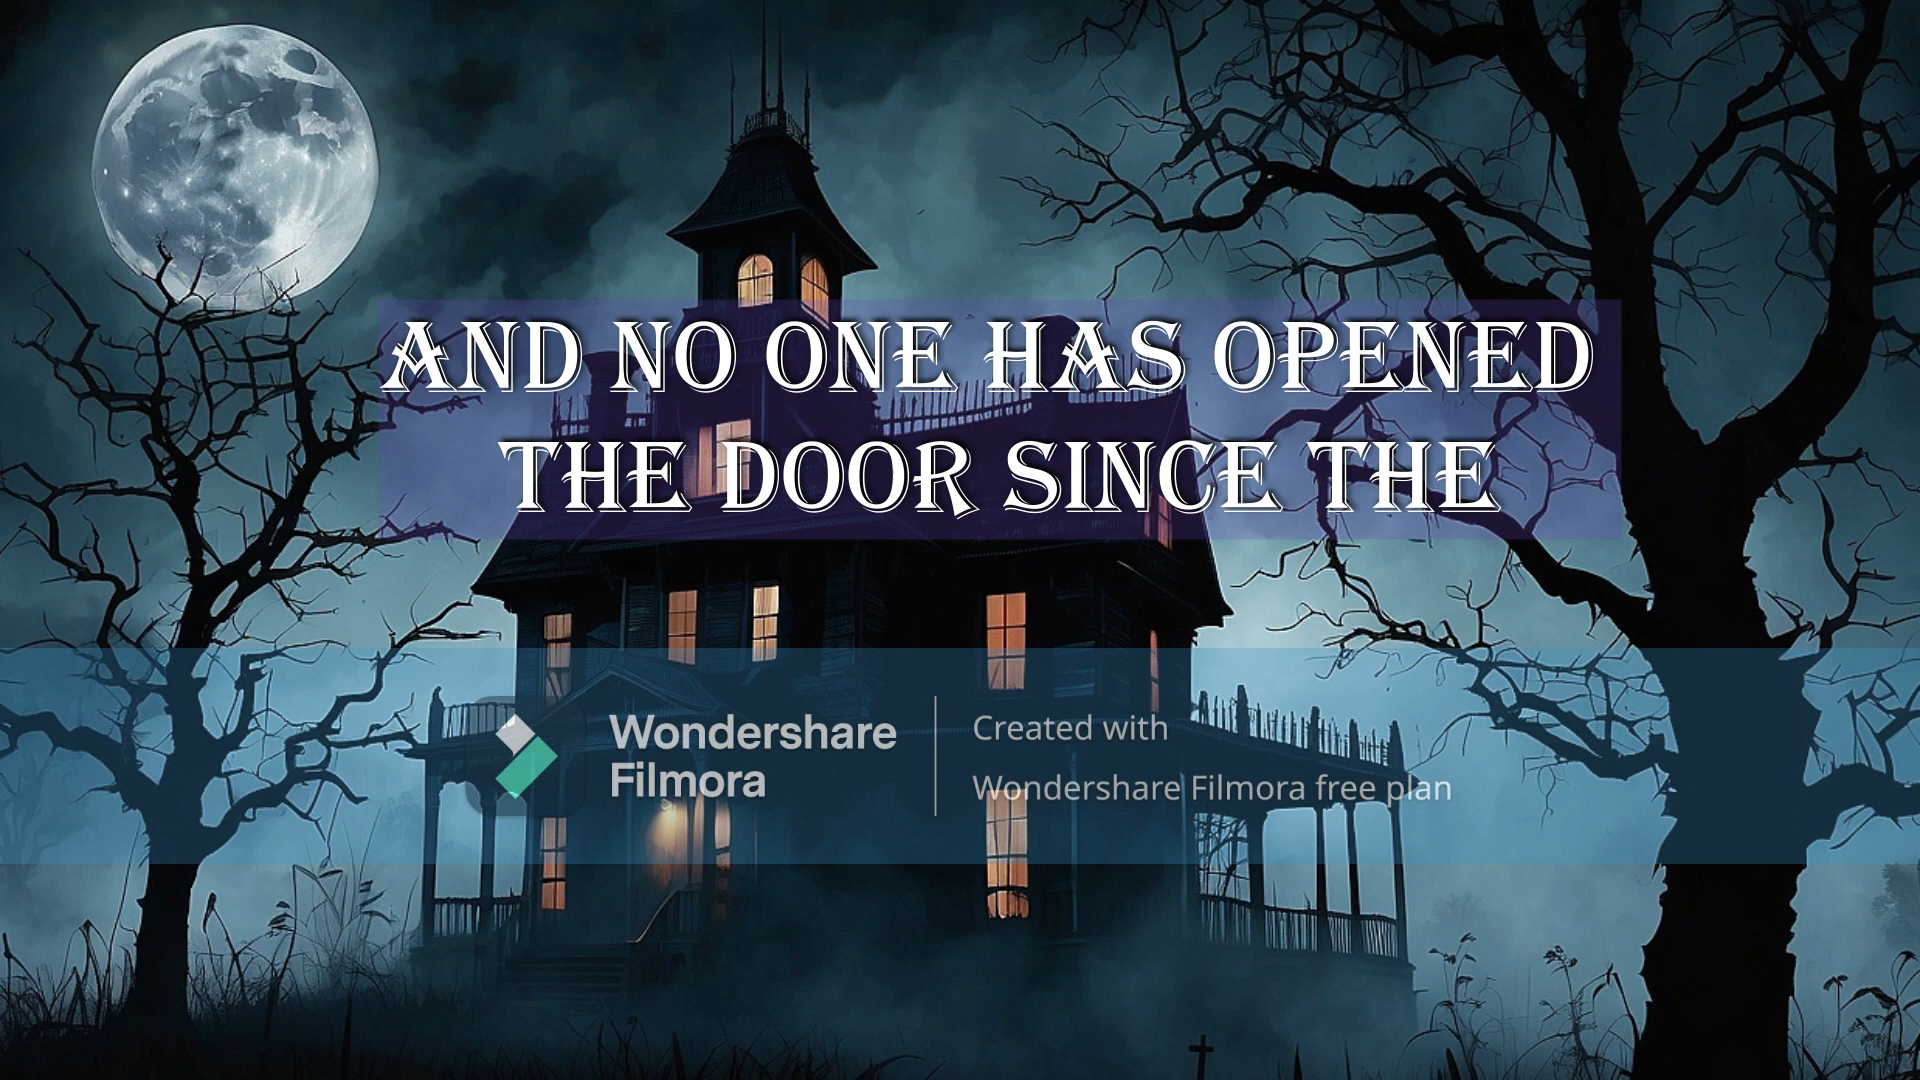 AND NO ONE HAS OPENED
THE DOOR SINCE THE
Wondershare
Filmora
Created with
Wondershare Filmora free plan